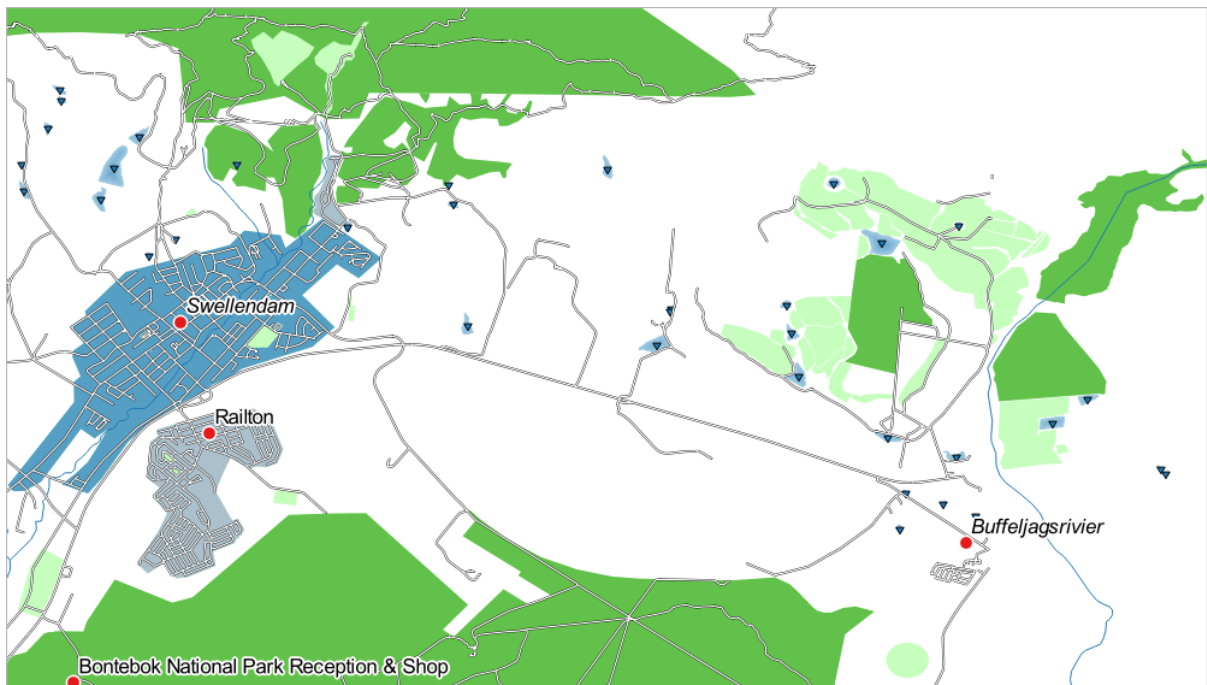 Swellendam
Railton
Buffeljagsrivier
Bontebok National Park Reception & Shop